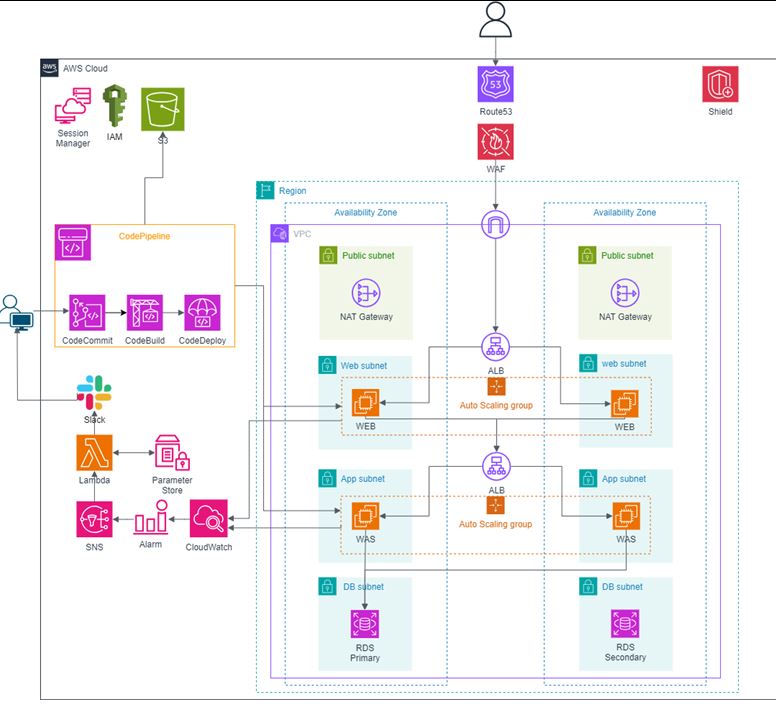 53
Route53
Shield
WAF
aws
AWS Cloud
Session
Manager
IAM
S3
Region
Availability Zone
Availability Zone
VPC
CodePipeline
CodeCommit
CodeBuild
CodeDeploy
Public subnet
Public subnet
NAT Gateway
NAT Gateway
Web subnet
web subnet
ALB
Auto Scaling group
WEB
WEB
Slack
Lambda
Parameter
Store
SNS
Alarm
CloudWatch
App subnet
App subnet
ALB
Auto Scaling group
WAS
WAS
DB subnet
DB subnet
RDS
Primary
RDS
Secondary